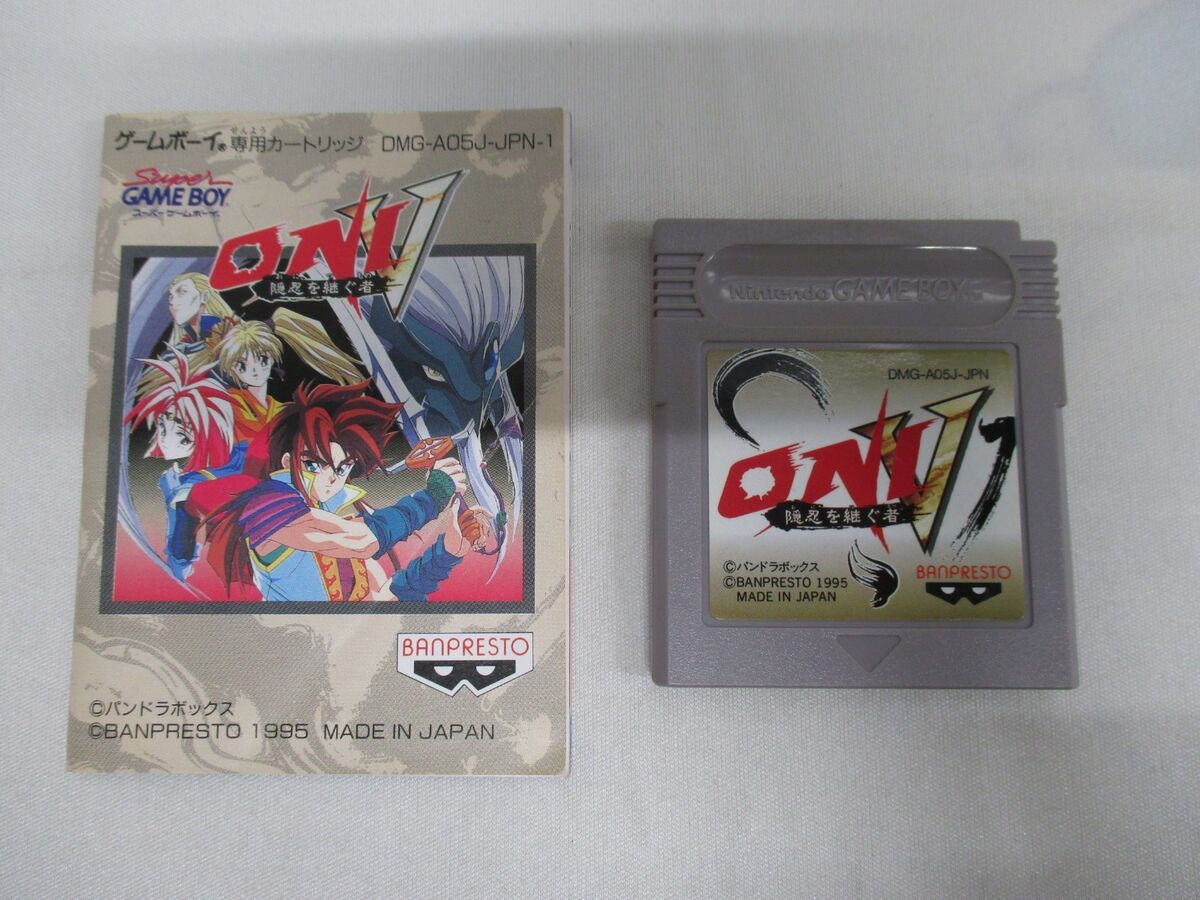 ゲームボーイ®専用カートリッジ DMG-A05J-JPN-1
せんよう
Super
GAME BOY
スーパーゲームボーイ
ONI V
隠忍を継ぐ者
BANPRESTO
©パンドラボックス
©BANPRESTO 1995 MADE IN JAPAN
Nintendo GAME BOY
DMG-A05J-JPN
ONI V
隠忍を継ぐ者
©パンドラボックス
©BANPRESTO 1995
MADE IN JAPAN
BANPRESTO